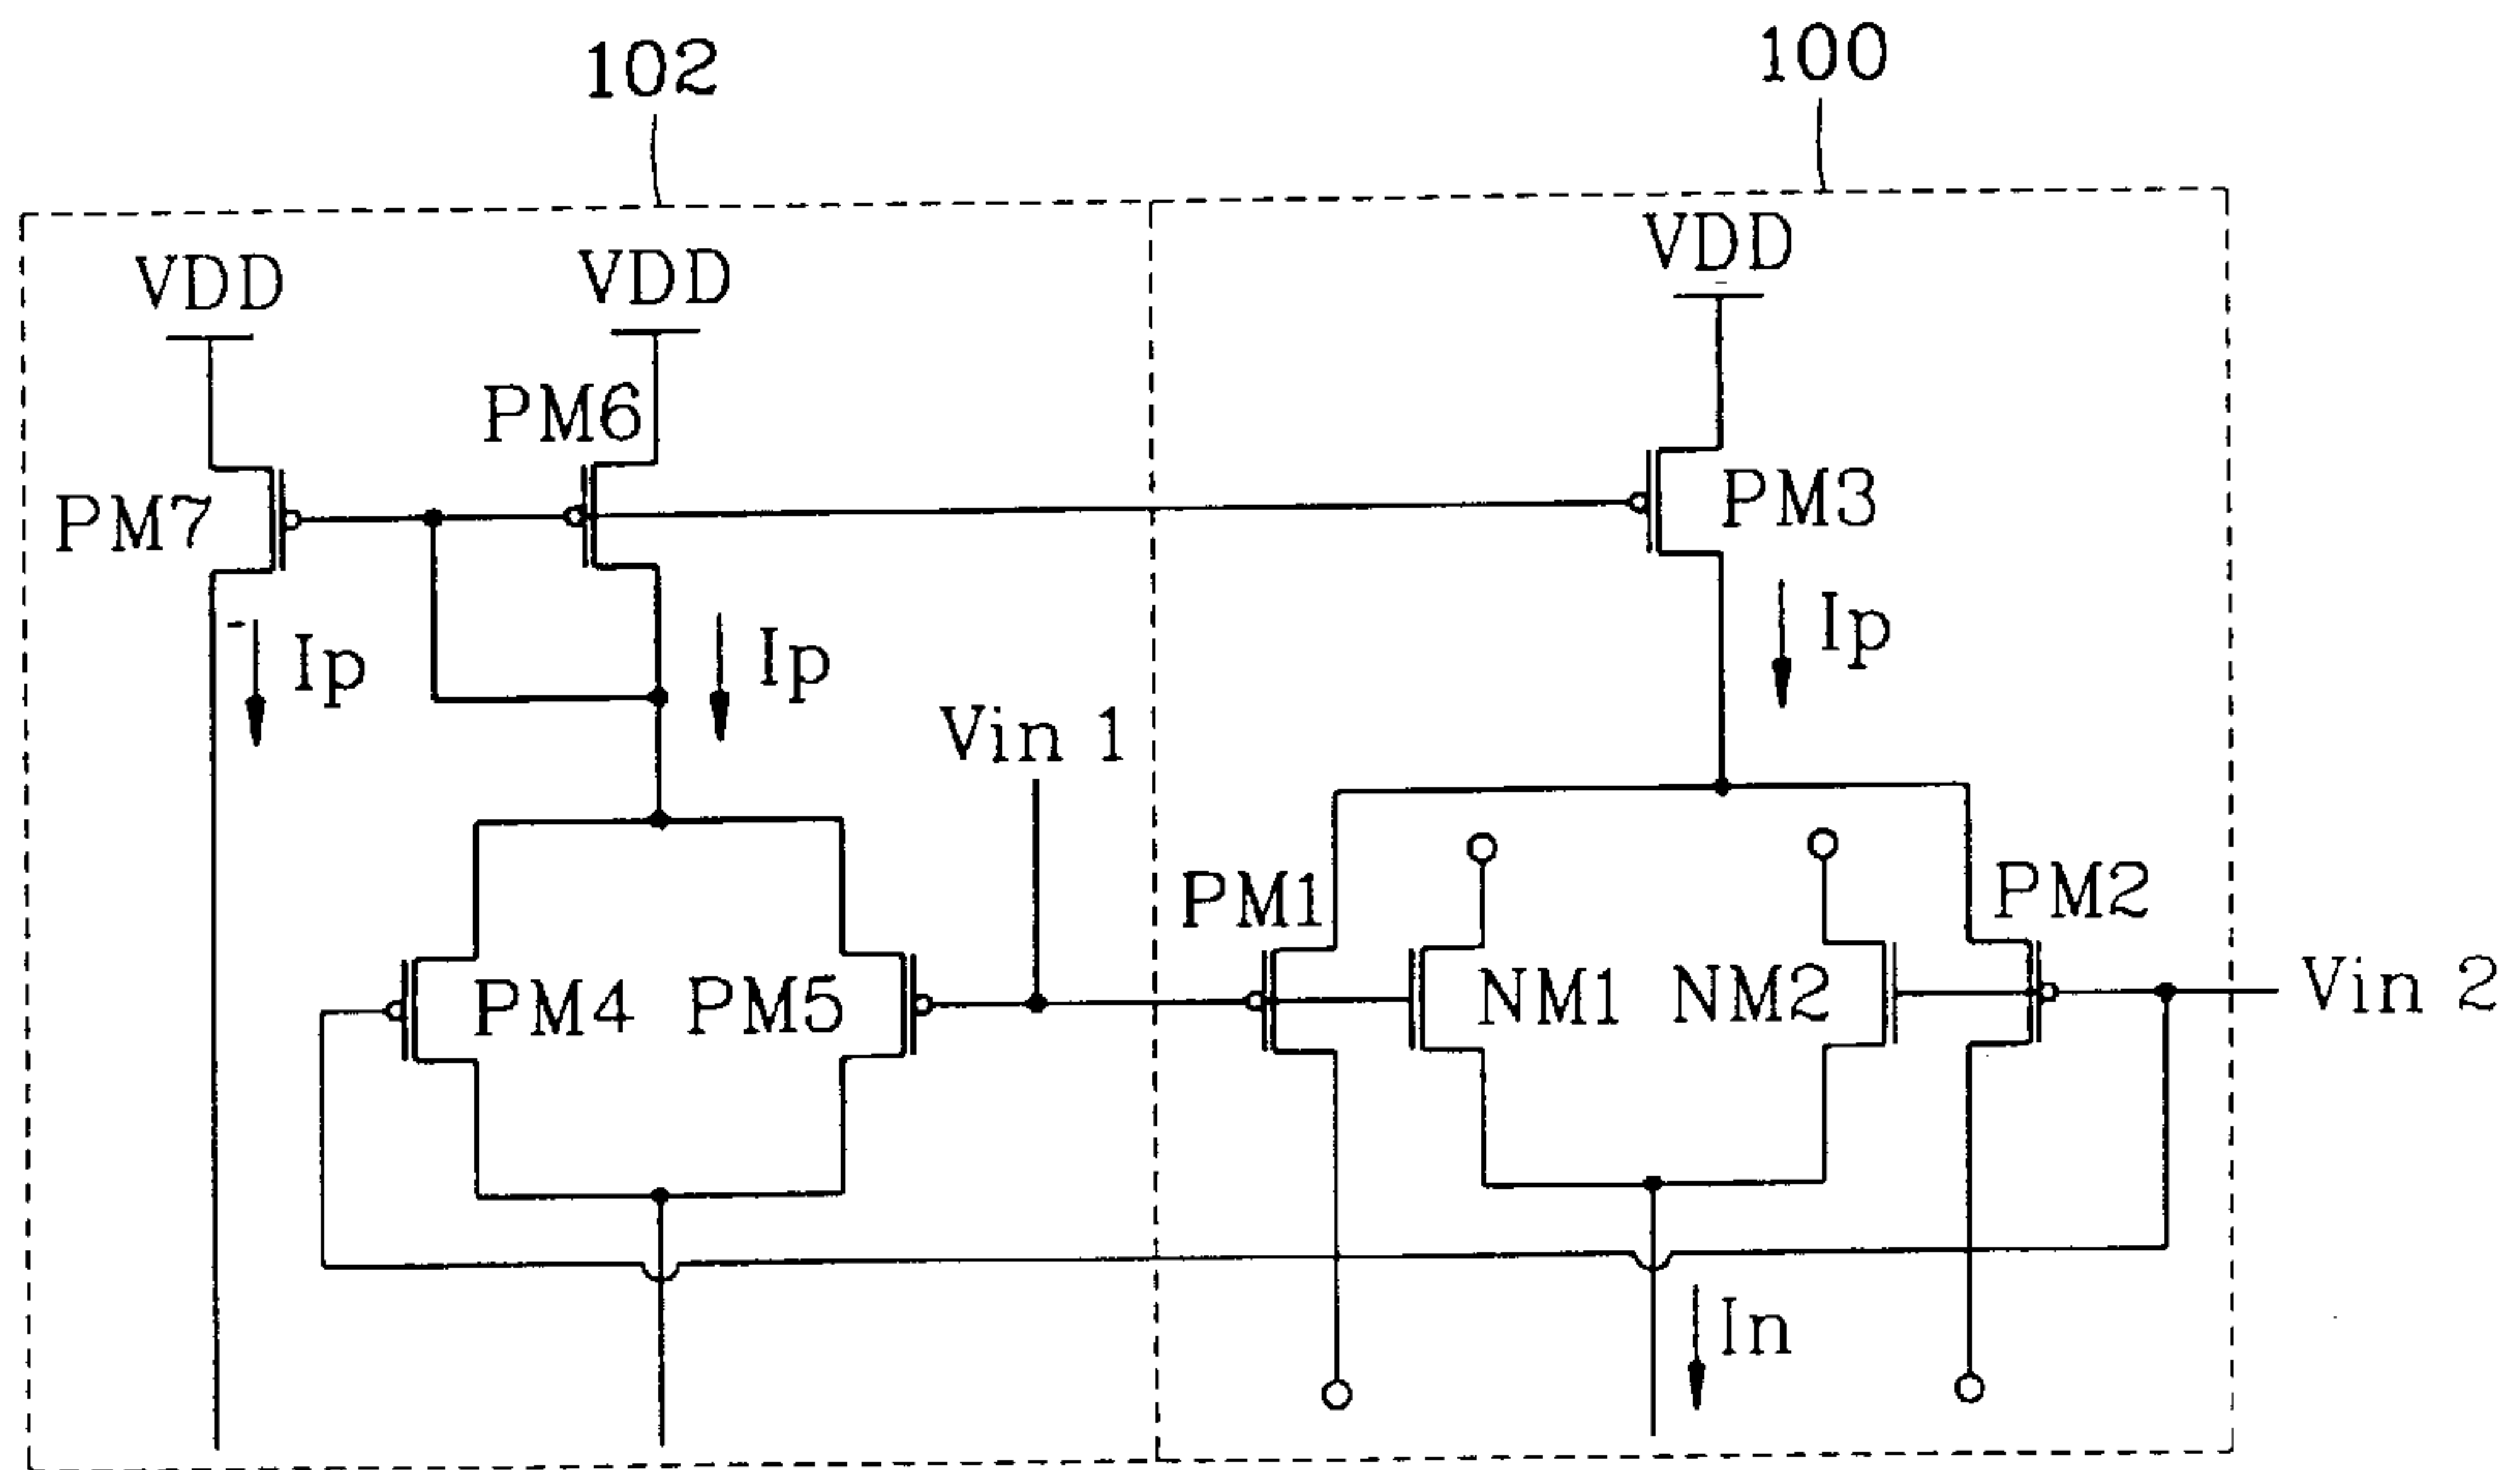 102
100
VDD
VDD
VDD
PM6
PM7
PM3
Ip
Ip
Ip
Vin 1
PM1
PM2
PM4
PM5
NM1
NM2
Vin 2
In